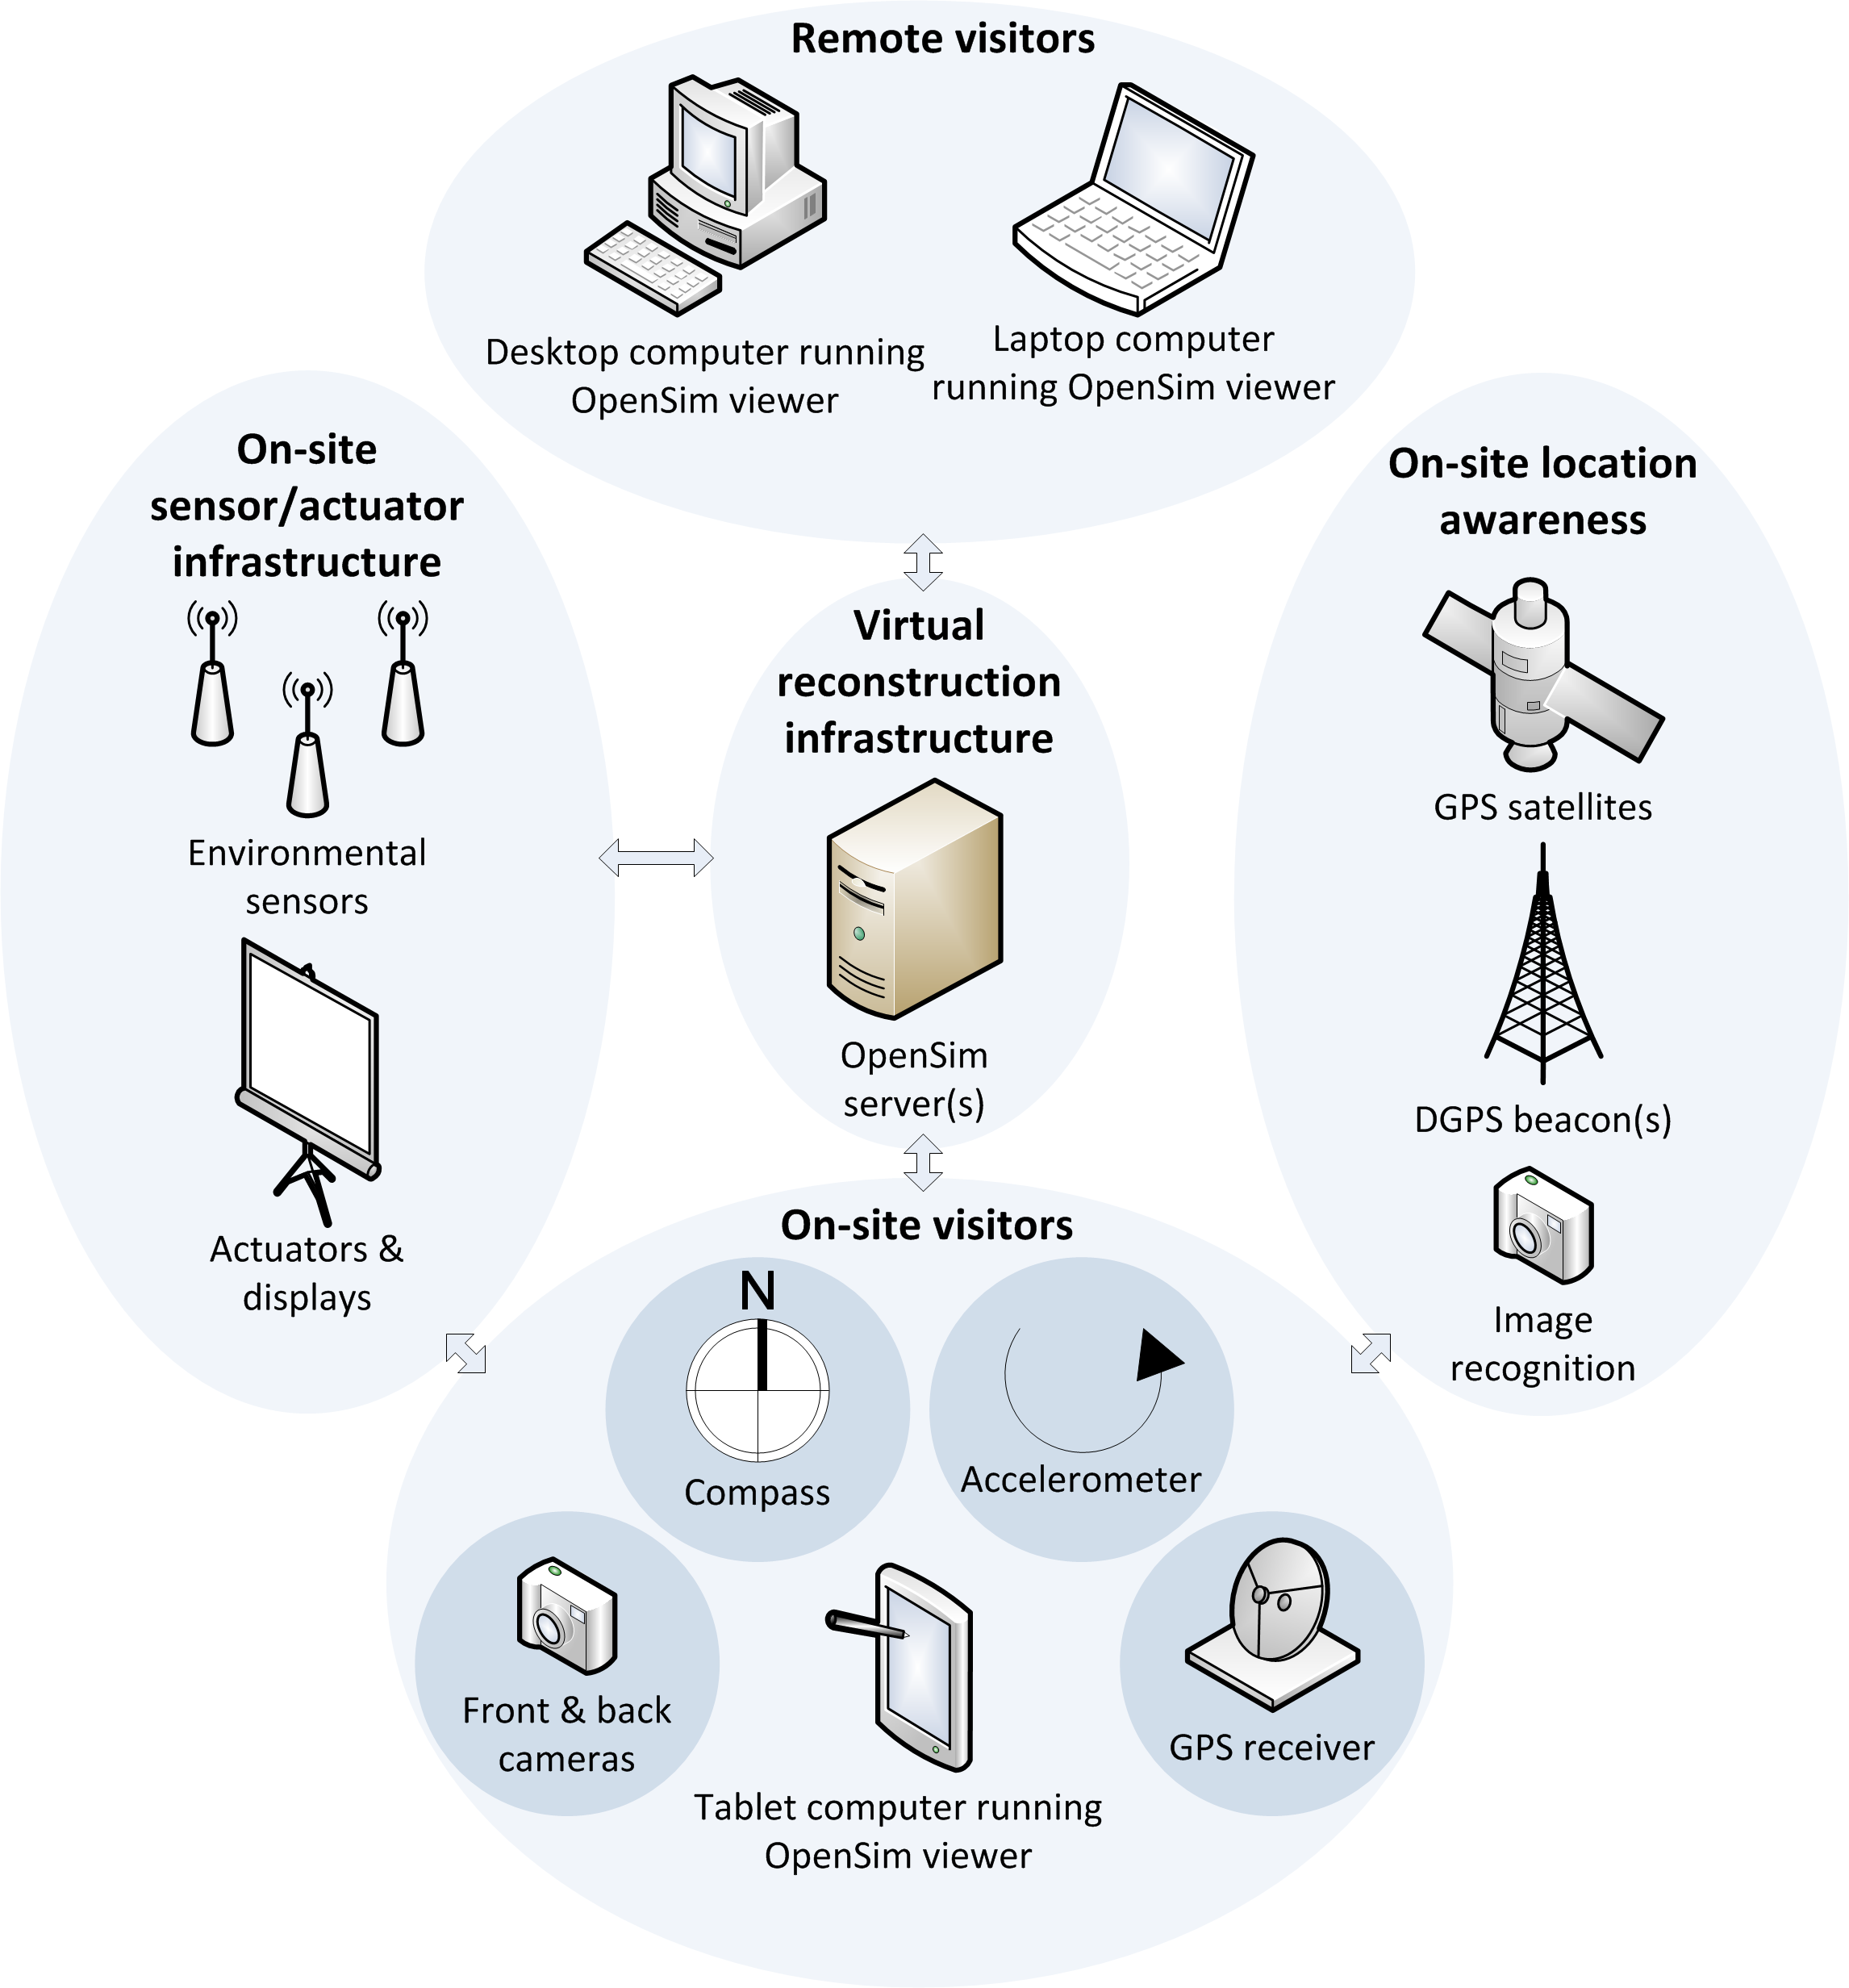 Remote visitors
Desktop computer running
OpenSim viewer
Laptop computer
running OpenSim viewer
On-site
sensor/actuator
infrastructure
Environmental
sensors
Actuators &
displays
Virtual
reconstruction
infrastructure
OpenSim
server(s)
On-site location
awareness
GPS satellites
DGPS beacon(s)
Image
recognition
On-site visitors
N
Compass
Accelerometer
Front & back
cameras
Tablet computer running
OpenSim viewer
GPS receiver